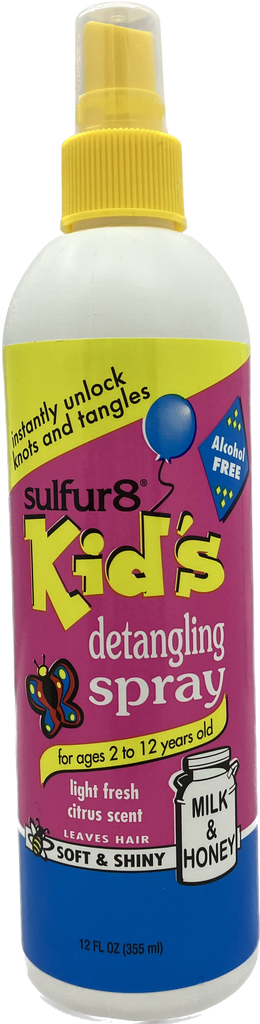 instantly unlock
knots and tangles
Alcohol
FREE
sulfur8®
Kid's
detangling
spray
for ages 2 to 12 years old
light fresh
citrus scent
LEAVES HAIR
SOFT & SHINY
MILK
&
HONEY
12 FL OZ (355 ml)